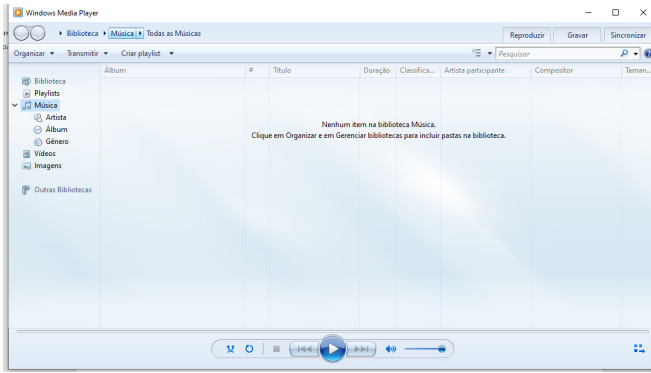 Windows Media Player
Biblioteca Música Todas as Músicas
Reproduzir Gravar Sincronizar
Organizar Transmitir Criar playlist
Pesquisar
Álbum # Título Duração Classifica... Artista participante Compositor Taman...
Biblioteca
Playlists
Música
Artista
Álbum
Gênero
Vídeos
Imagens
Outras Bibliotecas
Nenhum item na biblioteca Música.
Clique em Organizar e em Gerenciar bibliotecas para incluir pastas na biblioteca.